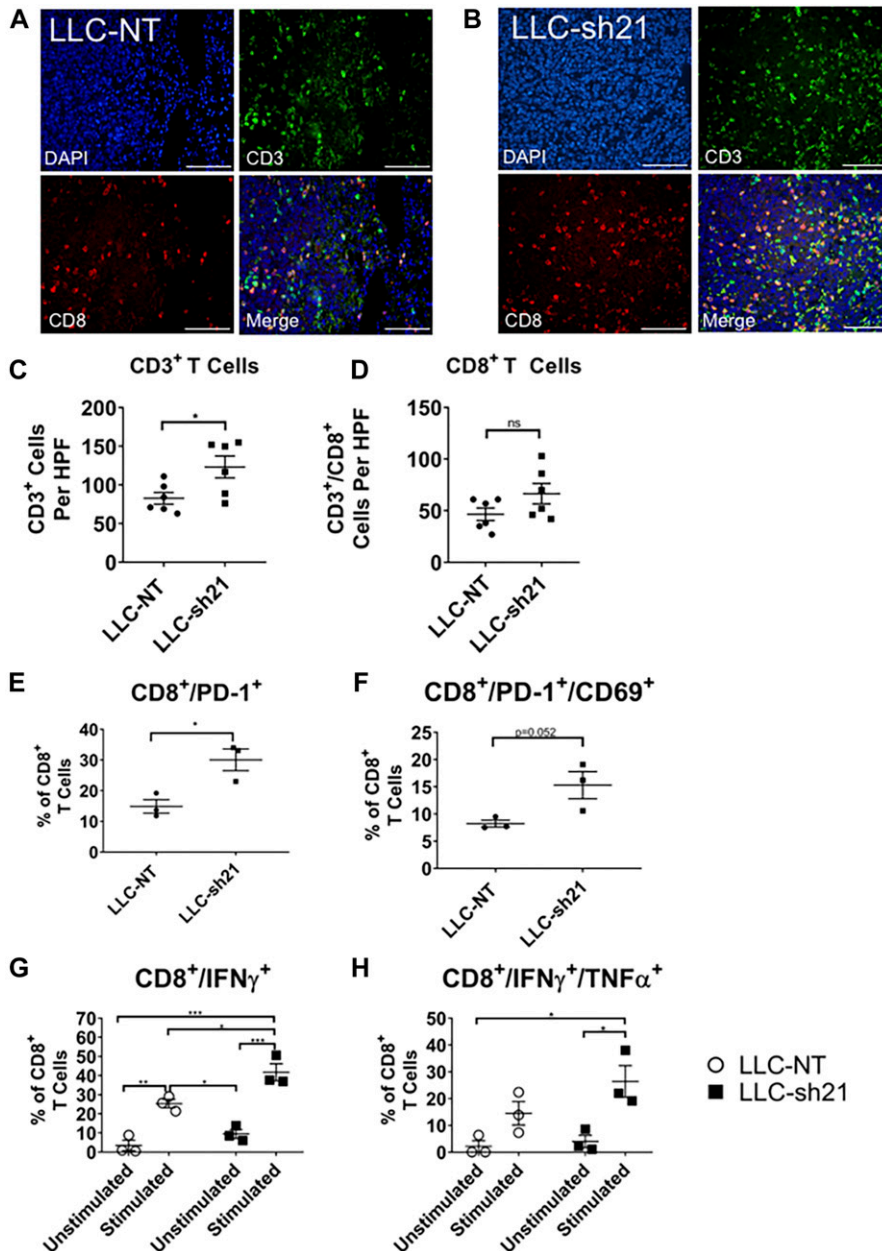 A
LLC-NT
DAPI
CD3
CD8
Merge
B
LLC-sh21
DAPI
CD3
CD8
Merge
C
CD3+ T Cells
CD3+ Cells
Per HPF
200
150
100
50
0
*
LLC-NT
LLC-sh21
D
CD8+ T Cells
CD3+/CD8+
Cells Per HPF
150
100
50
0
ns
LLC-NT
LLC-sh21
E
CD8+/PD-1+
% of CD8+
T Cells
40
30
20
10
0
*
LLC-NT
LLC-sh21
F
CD8+/PD-1+/CD69+
% of CD8+
T Cells
25
20
15
10
5
0
p=0.052
LLC-NT
LLC-sh21
G
CD8+/IFNγ+
% of CD8+
T Cells
70
60
50
40
30
20
10
0
***
*
***
**
*
Unstimulated
Stimulated
Unstimulated
Stimulated
H
CD8+/IFNγ+/TNFα+
% of CD8+
T Cells
50
40
30
20
10
0
*
*
Unstimulated
Stimulated
Unstimulated
Stimulated
LLC-NT
LLC-sh21